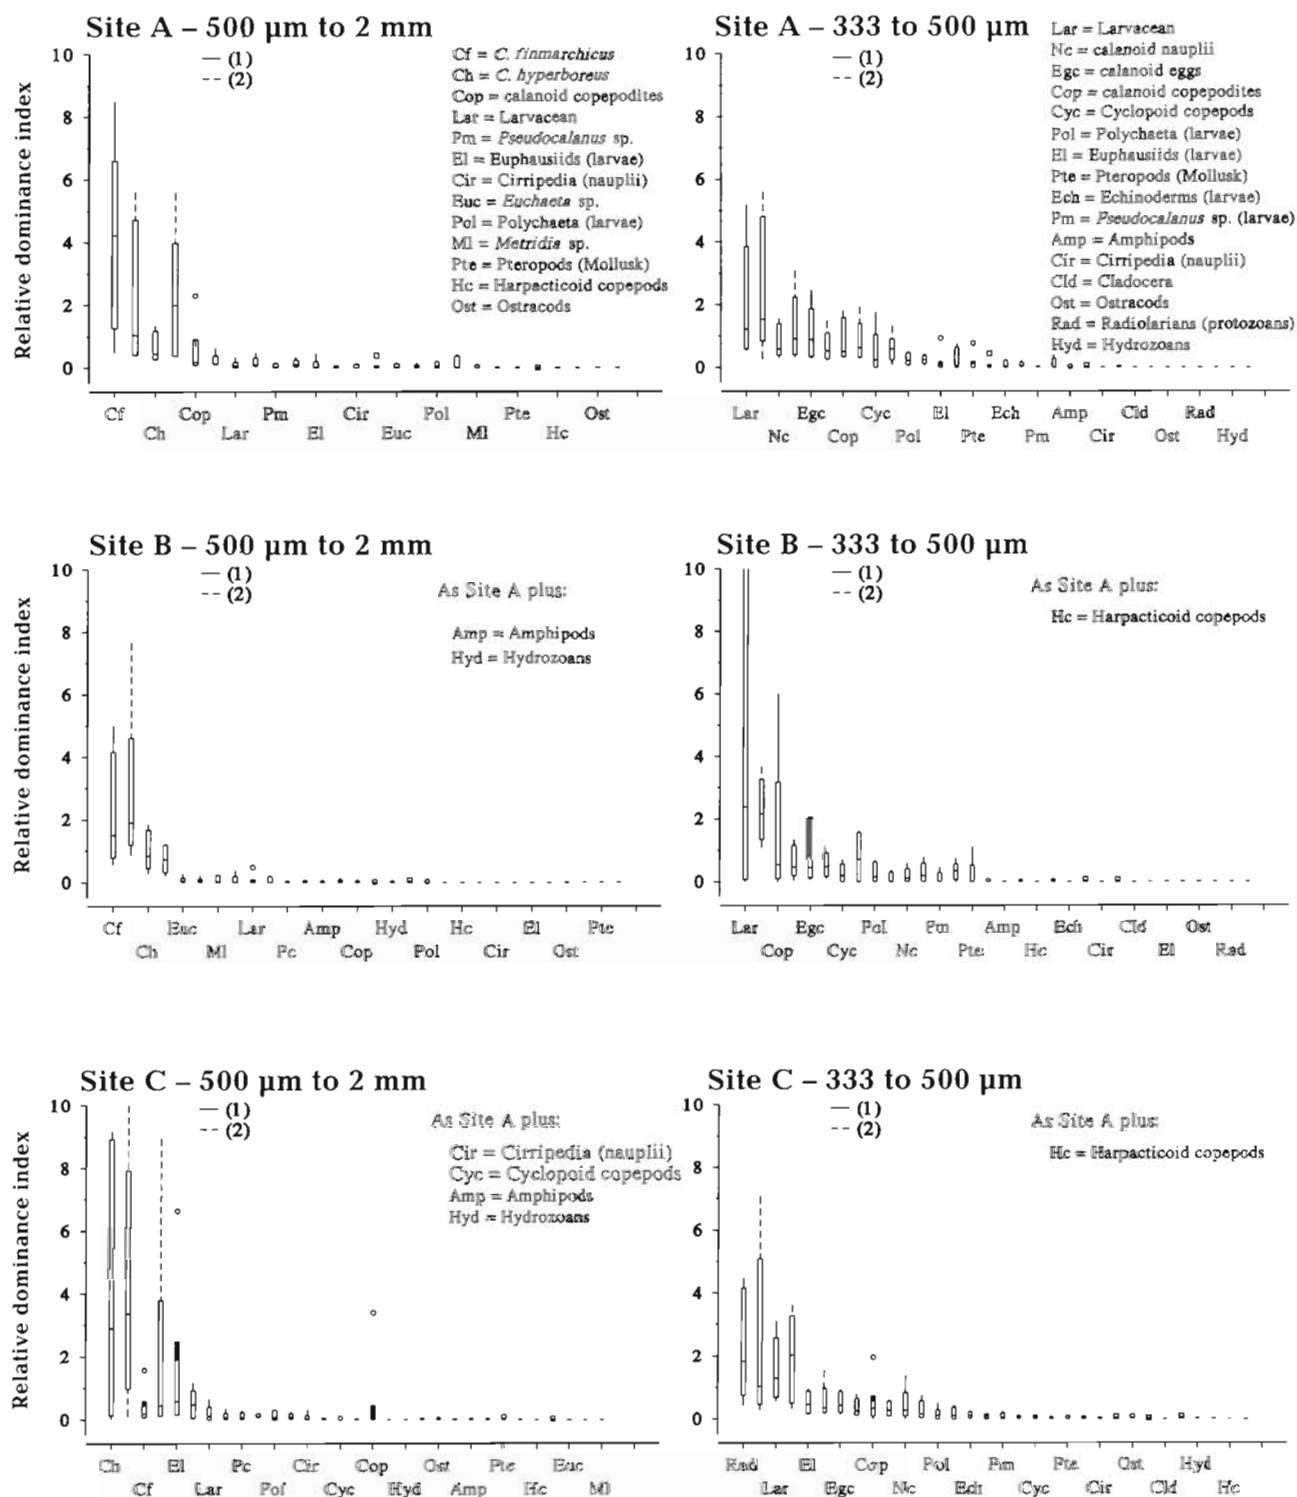 Site A – 500 µm to 2 mm
— (1)
-- (2)
Relative dominance index
10
8
6
4
2
0
Cf = C. finmarchicus
Ch = C. hyperboreus
Cop = calanoid copepodites
Lar = Larvacean
Pm = Pseudocalanus sp.
El = Euphausiids (larvae)
Cir = Cirripedia (nauplii)
Euc = Euchaeta sp.
Pol = Polychaeta (larvae)
Ml = Metridia sp.
Pte = Pteropods (Mollusk)
Hc = Harpacticoid copepods
Ost = Ostracods
Cf Cop Pm Cir Pol Pte Ost
Ch Lar El Euc Ml Hc
Site A – 333 to 500 µm
— (1)
-- (2)
10
8
6
4
2
0
Lar = Larvacean
Nc = calanoid nauplii
Egc = calanoid eggs
Cop = calanoid copepodites
Cyc = Cyclopoid copepods
Pol = Polychaeta (larvae)
El = Euphausiids (larvae)
Pte = Pteropods (Mollusk)
Ech = Echinoderms (larvae)
Pm = Pseudocalanus sp. (larvae)
Amp = Amphipods
Cir = Cirripedia (nauplii)
Cld = Cladocera
Ost = Ostracods
Rad = Radiolarians (protozoans)
Hyd = Hydrozoans
Lar Egc Cyc El Ech Amp Cld Rad
Nc Cop Pol Pte Pm Cir Ost Hyd
Site B – 500 µm to 2 mm
— (1)
-- (2)
Relative dominance index
10
8
6
4
2
0
As Site A plus:
Amp = Amphipods
Hyd = Hydrozoans
Cf Euc Lar Amp Hyd Hc El Pte
Ch Ml Pc Cop Pol Cir Ost
Site B – 333 to 500 µm
— (1)
-- (2)
10
8
6
4
2
0
As Site A plus:
Hc = Harpacticoid copepods
Lar Egc Pol Pm Amp Ech Cld Ost
Cop Cyc Nc Pte Hc Cir El Rad
Site C – 500 µm to 2 mm
— (1)
-- (2)
Relative dominance index
10
8
6
4
2
0
As Site A plus:
Cir = Cirripedia (nauplii)
Cyc = Cyclopoid copepods
Amp = Amphipods
Hyd = Hydrozoans
Ch El Pc Cir Cop Ost Pte Euc
Cf Lar Pol Cyc Hyd Amp Hc Ml
Site C – 333 to 500 µm
— (1)
-- (2)
10
8
6
4
2
0
As Site A plus:
Hc = Harpacticoid copepods
Rad El Cop Pol Pm Pte Ost Hyd
Lar Egc Nc Ech Cyc Cir Cld Hc